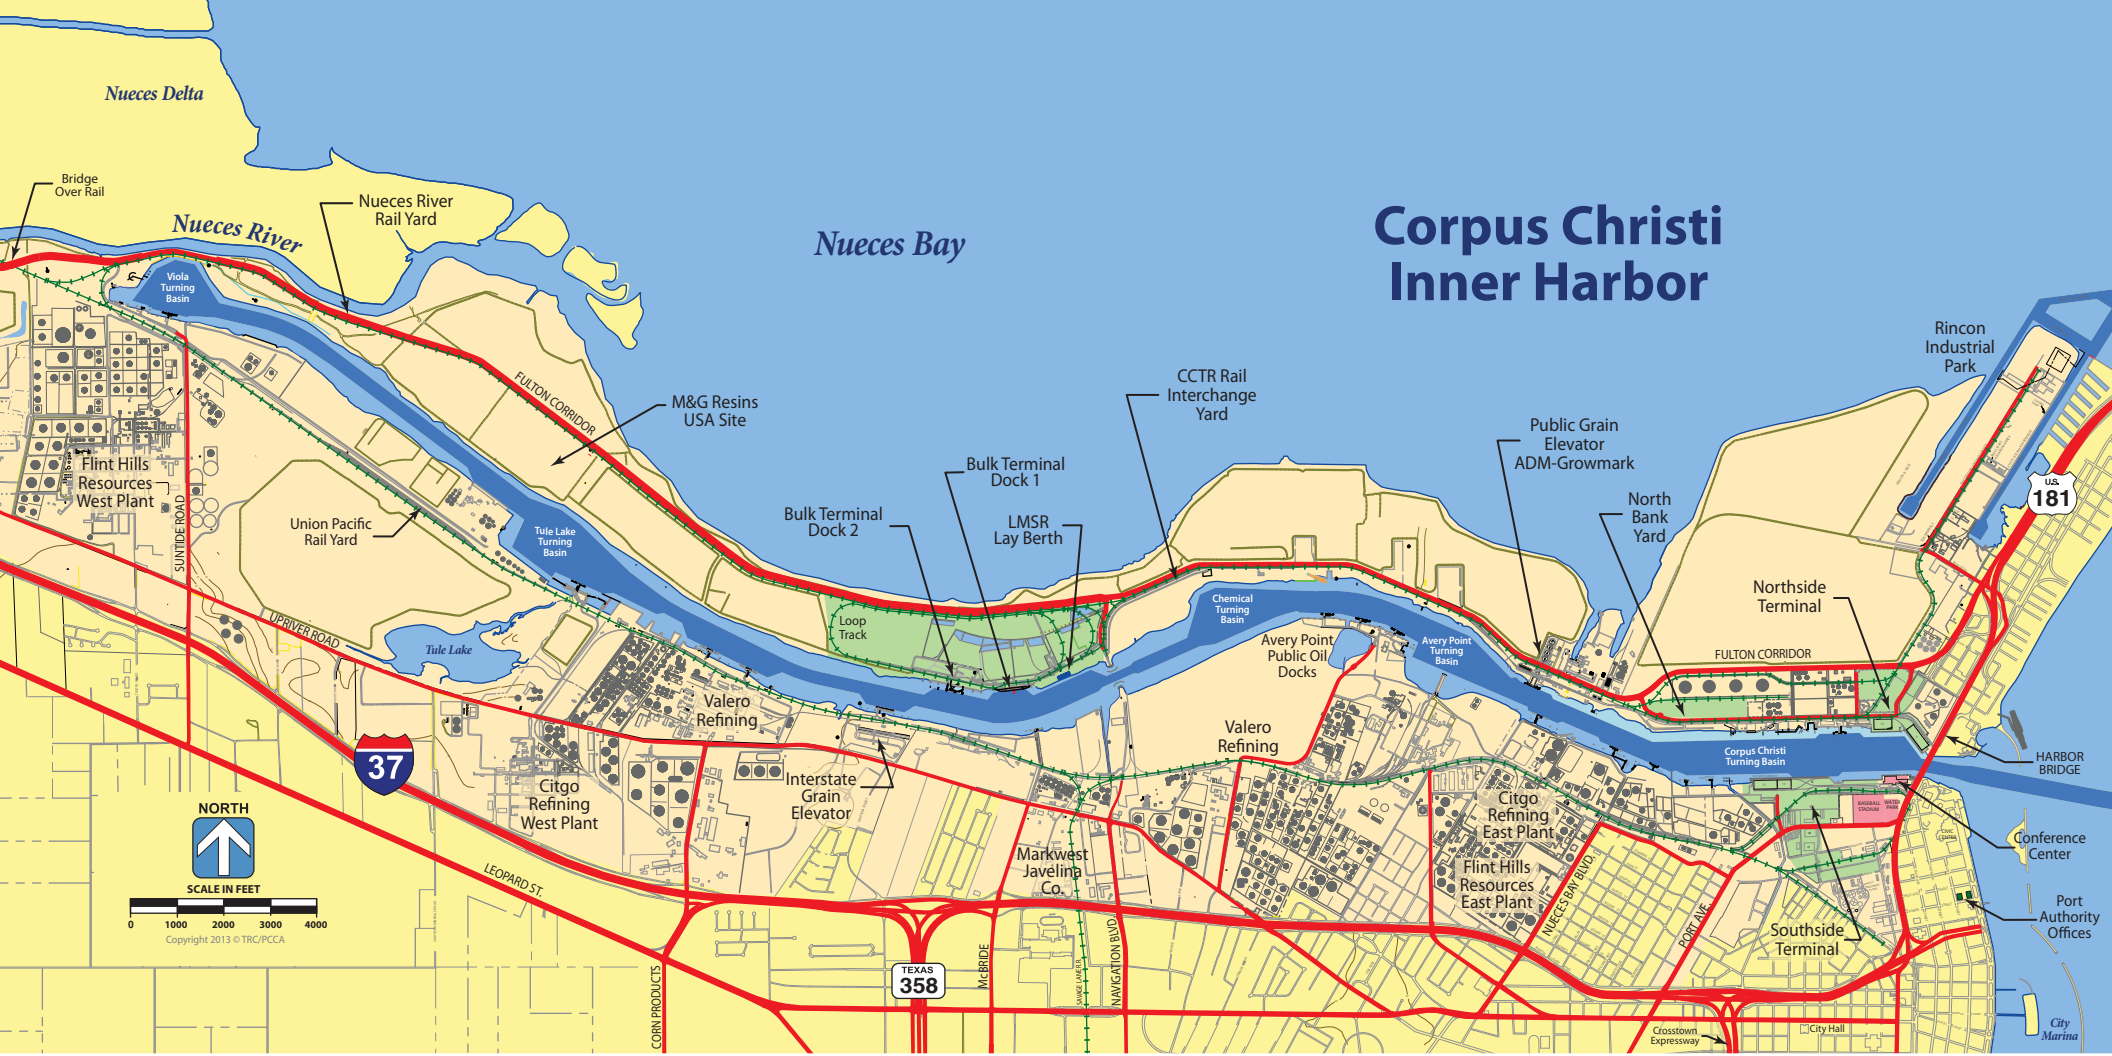 Nueces Delta
Bridge
Over Rail
Nueces River
Nueces River
Rail Yard
Nueces Bay
Corpus Christi
Inner Harbor
Viola
Turning
Basin
Rincon
Industrial
Park
FULTON CORRIDOR
M&G Resins
USA Site
CCTR Rail
Interchange
Yard
Public Grain
Elevator
ADM-Growmark
Flint Hills
Resources
West Plant
SUNTIDE ROAD
Union Pacific
Rail Yard
Tule Lake
Turning
Basin
Bulk Terminal
Dock 2
Bulk Terminal
Dock 1
LMSR
Lay Berth
North
Bank
Yard
U.S.
181
Northside
Terminal
Chemical
Turning
Basin
Loop
Track
UPRIVER ROAD
Tule Lake
Avery Point
Public Oil
Docks
Avery Point
Turning
Basin
FULTON CORRIDOR
Valero
Refining
Valero
Refining
Corpus Christi
Turning Basin
HARBOR
BRIDGE
37
Citgo
Refining
West Plant
Interstate
Grain
Elevator
Citgo
Refining
East Plant
BASEBALL
STADIUM
WATER
PARK
CIVIC
CENTER
Conference
Center
NORTH
SCALE IN FEET
0 1000 2000 3000 4000
Copyright 2013 © TRC/PCCA
LEOPARD ST.
Markwest
Javelina
Co.
Flint Hills
Resources
East Plant
NUECES BAY BLVD.
PORT AVE.
Southside
Terminal
Port
Authority
Offices
CORN PRODUCTS
TEXAS
358
McBRIDE
SAVAGE LANE R.R.
NAVIGATION BLVD.
Crosstown
Expressway
City Hall
City
Marina